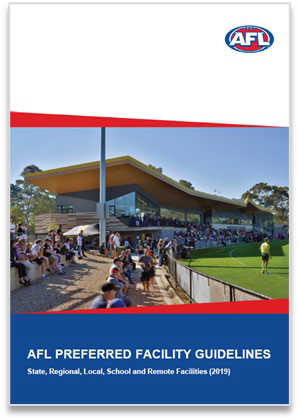 AFL
AFL PREFERRED FACILITY GUIDELINES
State, Regional, Local, School and Remote Facilities (2019)